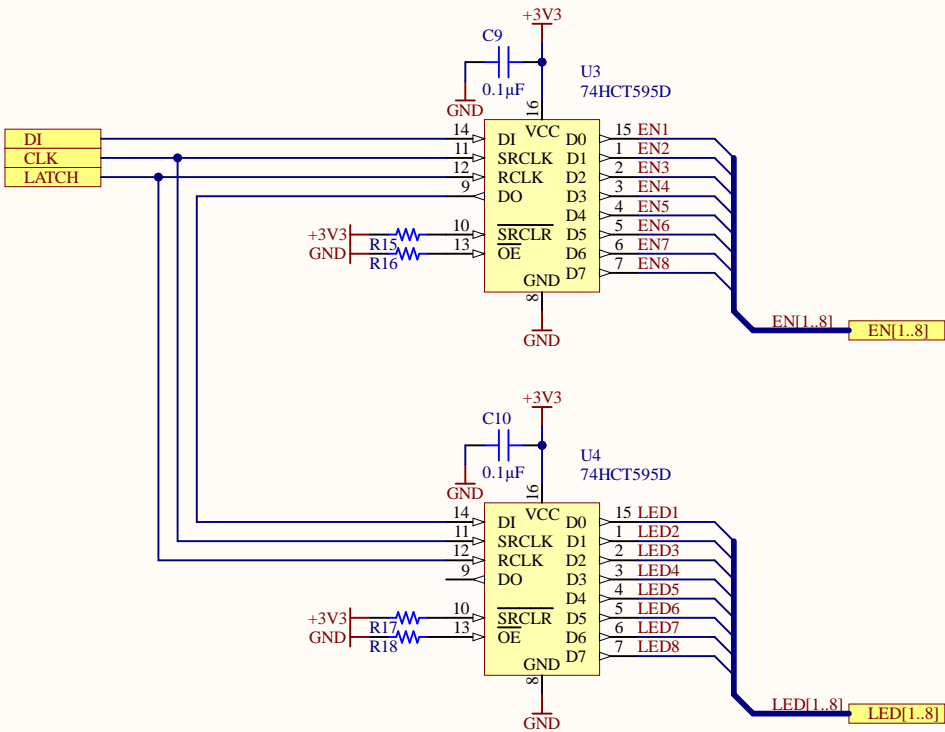 +3V3
C9
0.1µF
GND
U3
74HCT595D
16
VCC
DI
CLK
LATCH
14 DI
11 SRCLK
12 RCLK
9 DO
10 SRCLR
13 OE
+3V3
GND
R15
R16
D0 15 EN1
D1 1 EN2
D2 2 EN3
D3 3 EN4
D4 4 EN5
D5 5 EN6
D6 6 EN7
D7 7 EN8
GND
8
GND
EN[1..8]
EN[1..8]
+3V3
C10
0.1µF
GND
U4
74HCT595D
16
VCC
14 DI
11 SRCLK
12 RCLK
9 DO
10 SRCLR
13 OE
+3V3
GND
R17
R18
D0 15 LED1
D1 1 LED2
D2 2 LED3
D3 3 LED4
D4 4 LED5
D5 5 LED6
D6 6 LED7
D7 7 LED8
GND
8
GND
LED[1..8]
LED[1..8]